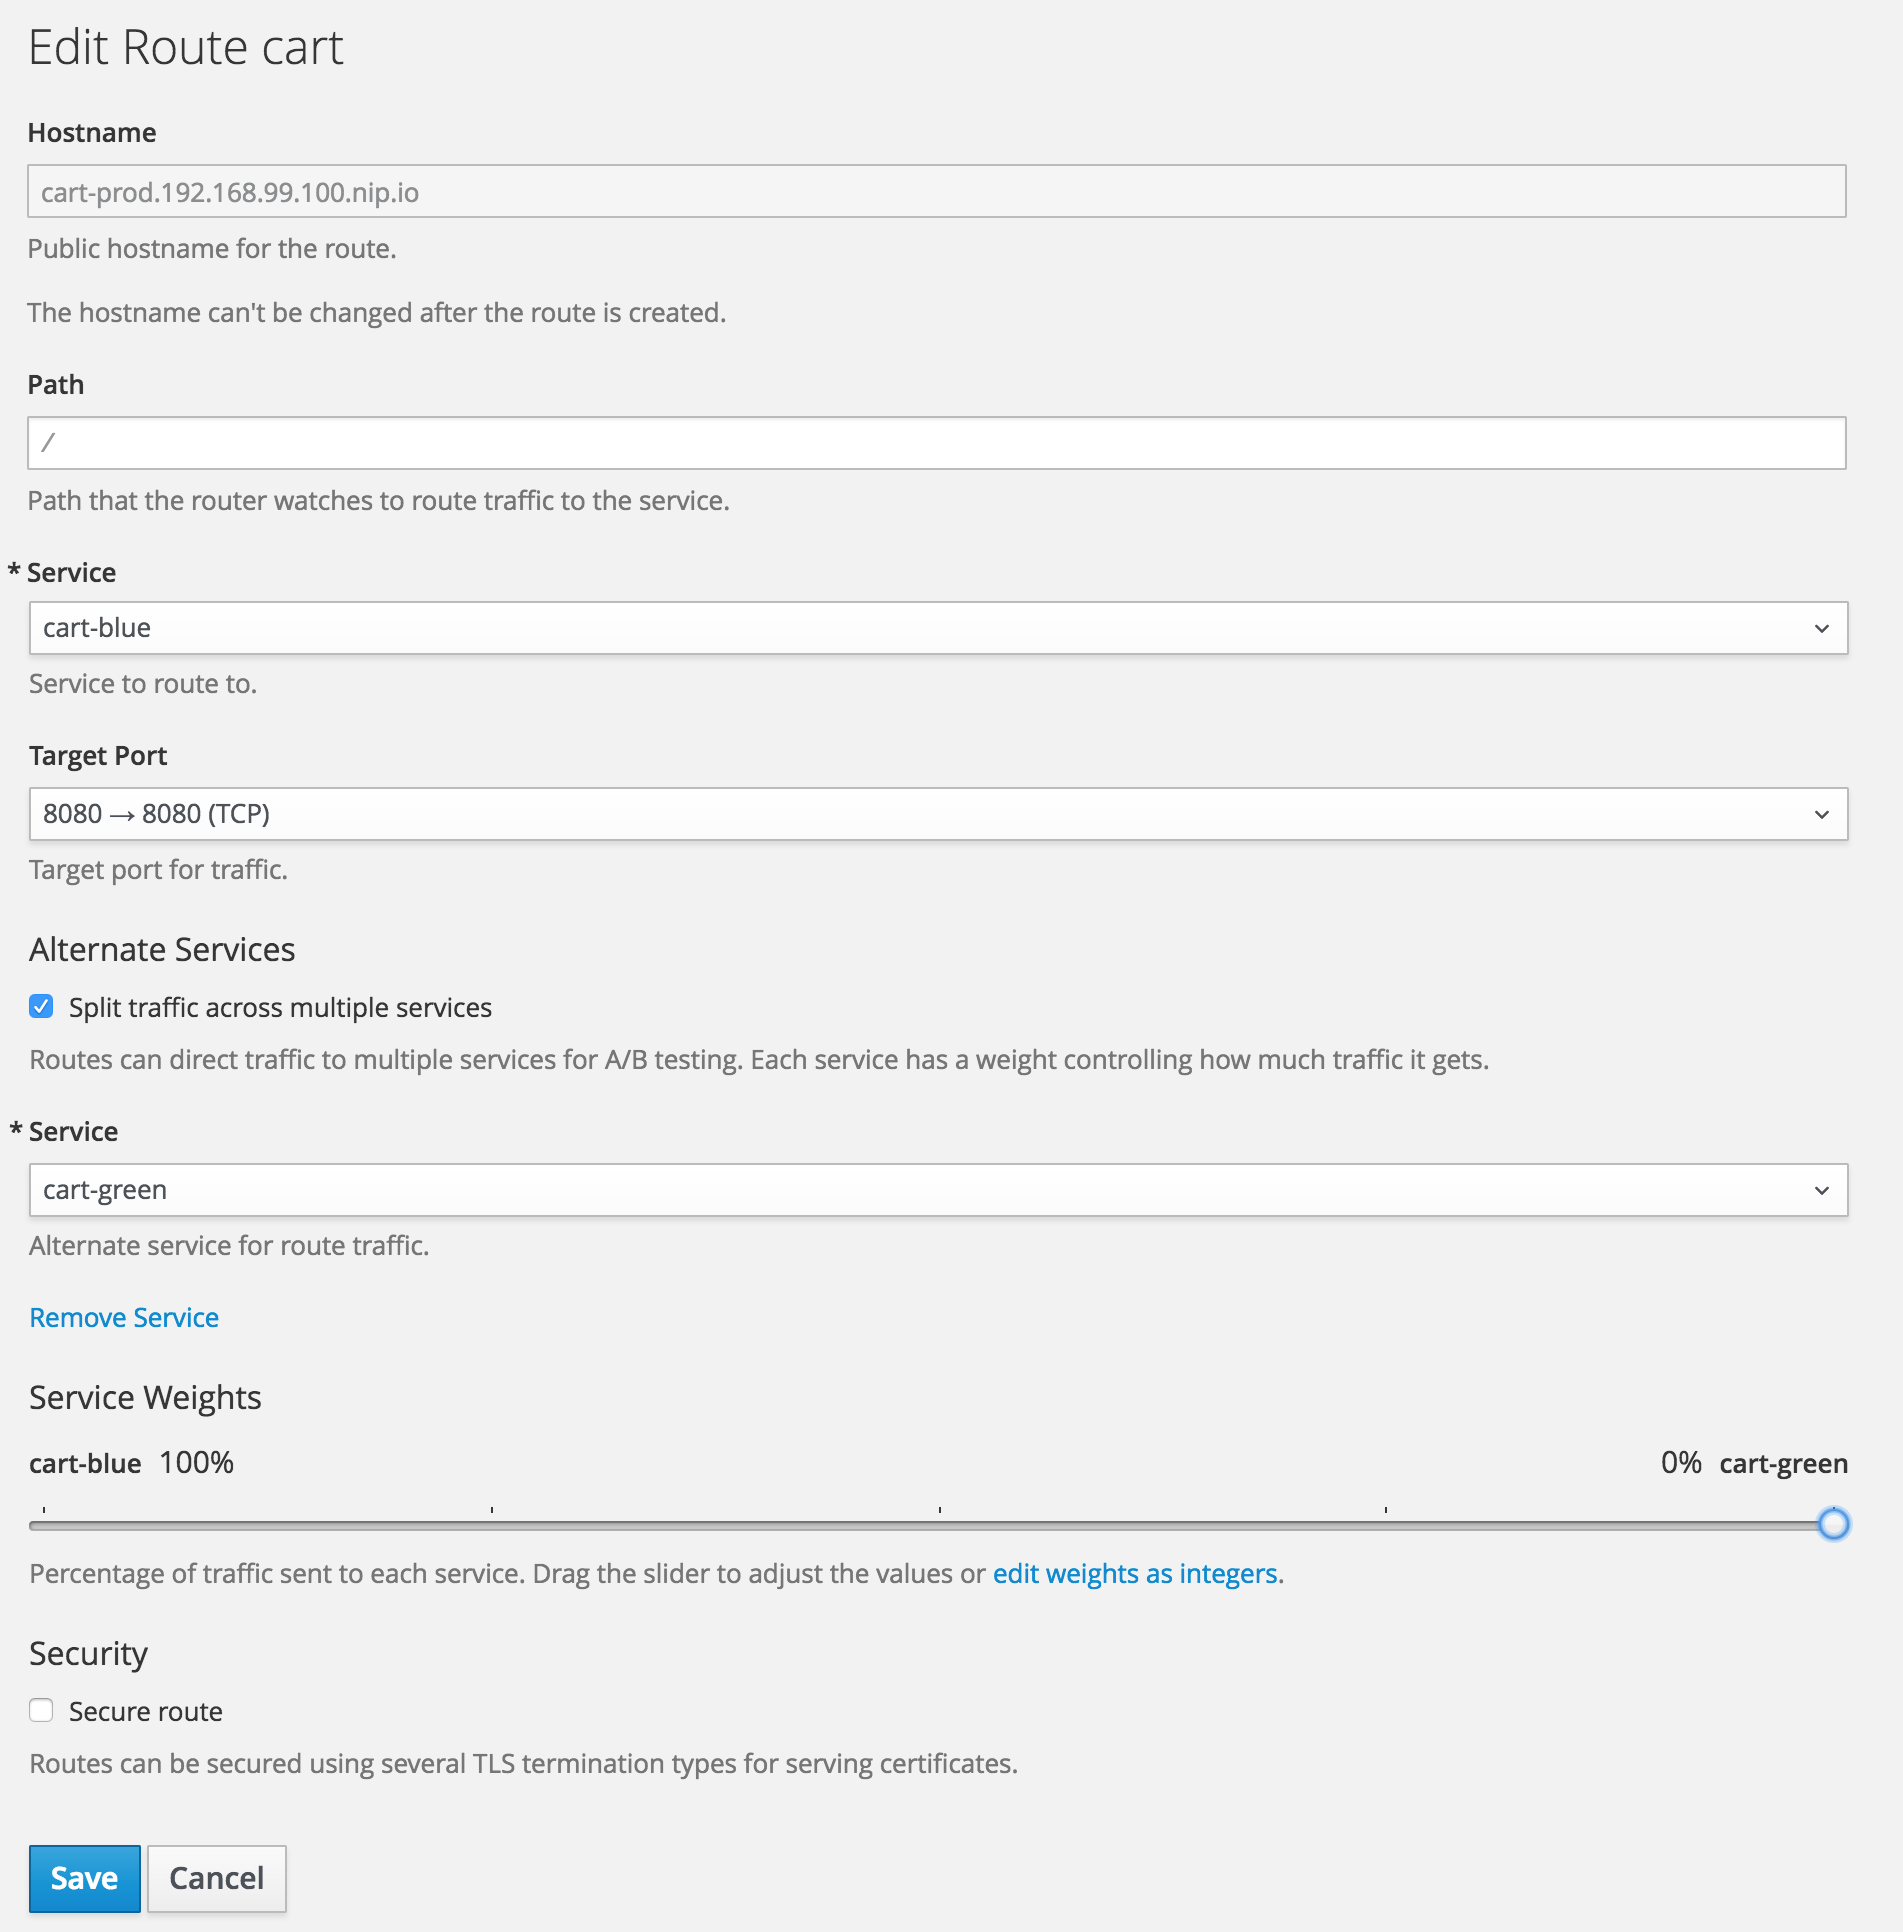 Edit Route cart
Hostname
cart-prod.192.168.99.100.nip.io
Public hostname for the route.
The hostname can't be changed after the route is created.
Path
/
Path that the router watches to route traffic to the service.
* Service
cart-blue
Service to route to.
Target Port
8080 → 8080 (TCP)
Target port for traffic.
Alternate Services
Split traffic across multiple services
Routes can direct traffic to multiple services for A/B testing. Each service has a weight controlling how much traffic it gets.
* Service
cart-green
Alternate service for route traffic.
Remove Service
Service Weights
cart-blue 100% 0% cart-green
Percentage of traffic sent to each service. Drag the slider to adjust the values or edit weights as integers.
Security
Secure route
Routes can be secured using several TLS termination types for serving certificates.
Save Cancel